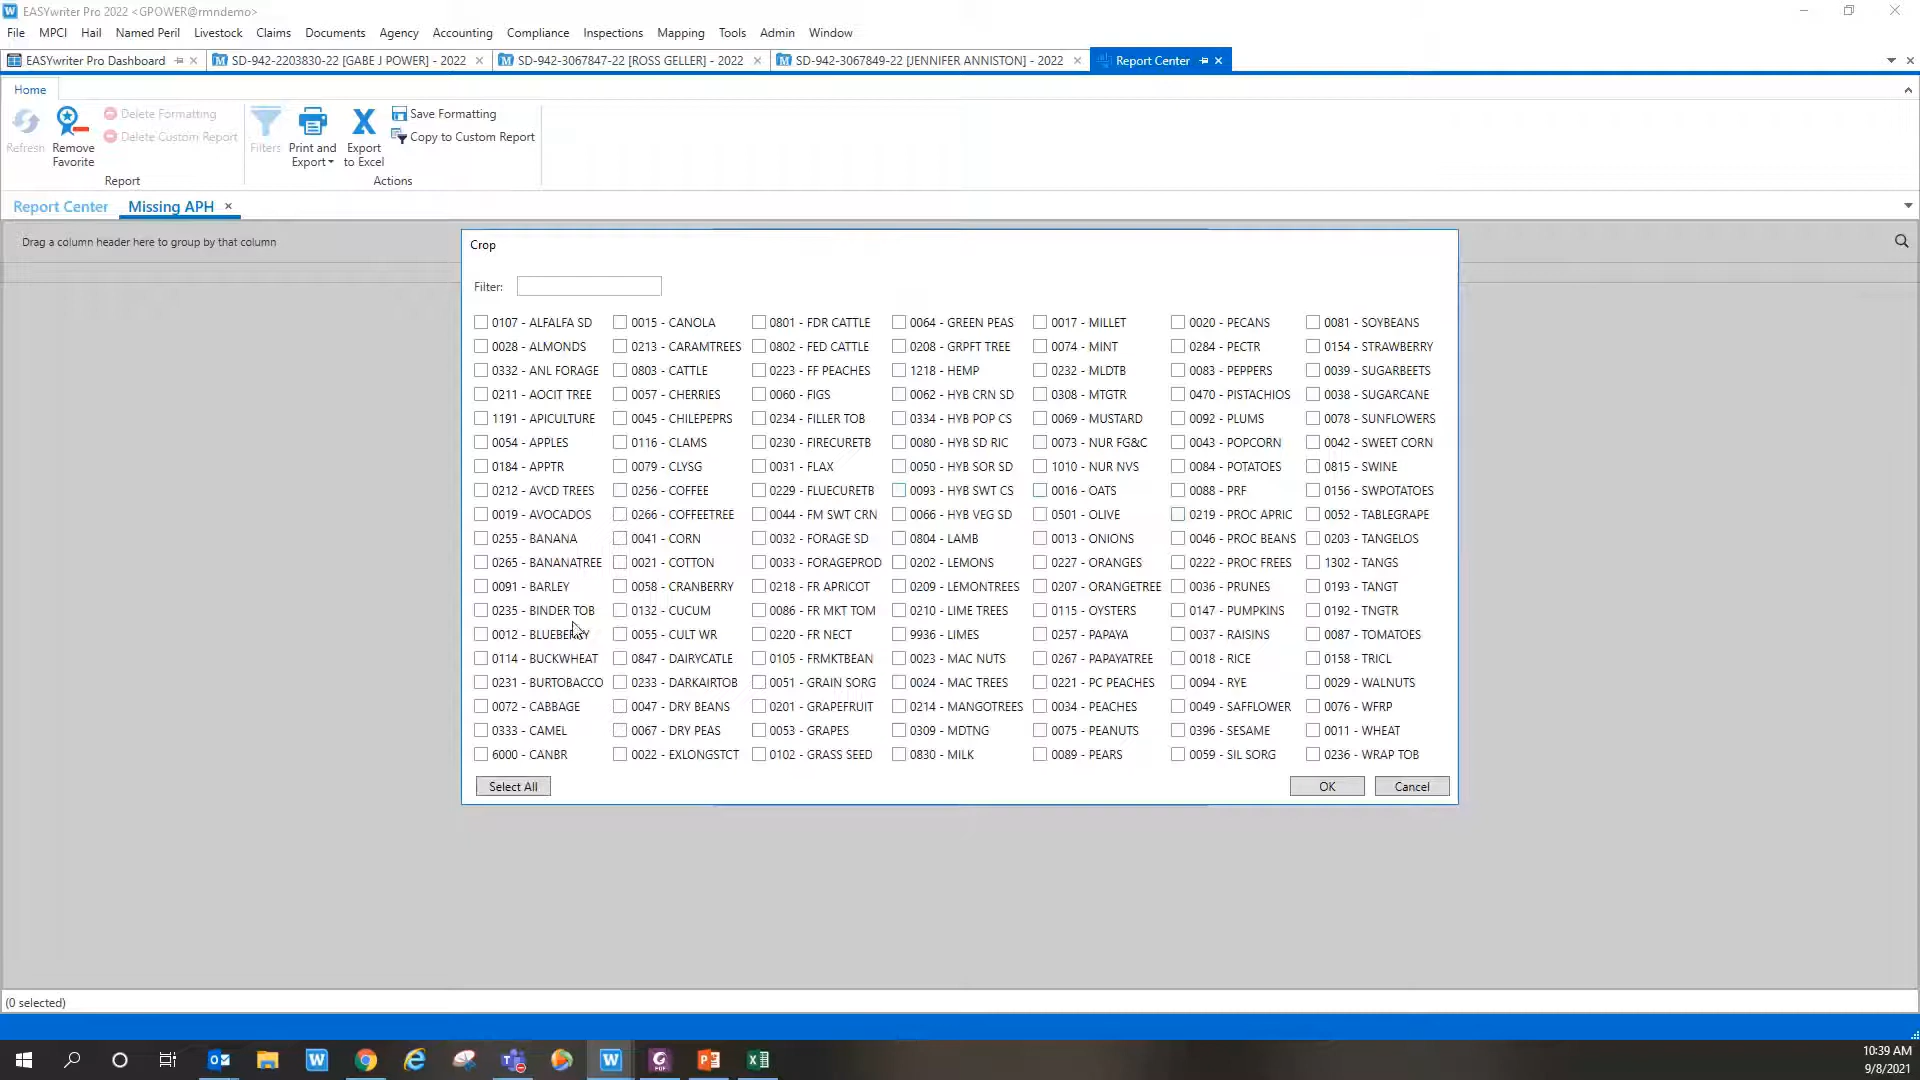 EASYwriter Pro 2022 <GPOWER@rmndemo>
File MPCI Hail Named Peril Livestock Claims Documents Agency Accounting Compliance Inspections Mapping Tools Admin Window
EASYwriter Pro Dashboard SD-942-2203830-22 [GABE J POWER] - 2022 SD-942-3067847-22 [ROSS GELLER] - 2022 SD-942-3067849-22 [JENNIFER ANNISTON] - 2022 Report Center
Home
Refresh
Remove
Favorite
Delete Formatting
Delete Custom Report
Report
Filters
Print and
Export
Export
to Excel
Save Formatting
Copy to Custom Report
Actions
Report Center Missing APH
Drag a column header here to group by that column
Crop
Filter:
0107 - ALFALFA SD 0015 - CANOLA 0801 - FDR CATTLE 0064 - GREEN PEAS 0017 - MILLET 0020 - PECANS 0081 - SOYBEANS
0028 - ALMONDS 0213 - CARAMTREES 0802 - FED CATTLE 0208 - GRPFT TREE 0074 - MINT 0284 - PECTR 0154 - STRAWBERRY
0332 - ANL FORAGE 0803 - CATTLE 0223 - FF PEACHES 1218 - HEMP 0232 - MLDTB 0083 - PEPPERS 0039 - SUGARBEETS
0211 - AOCIT TREE 0057 - CHERRIES 0060 - FIGS 0062 - HYB CRN SD 0308 - MTGTR 0470 - PISTACHIOS 0038 - SUGARCANE
1191 - APICULTURE 0045 - CHILEPEPRS 0234 - FILLER TOB 0334 - HYB POP CS 0069 - MUSTARD 0092 - PLUMS 0078 - SUNFLOWERS
0054 - APPLES 0116 - CLAMS 0230 - FIRECURETB 0080 - HYB SD RIC 0073 - NUR FG&C 0043 - POPCORN 0042 - SWEET CORN
0184 - APPTR 0079 - CLYSG 0031 - FLAX 0050 - HYB SOR SD 1010 - NUR NVS 0084 - POTATOES 0815 - SWINE
0212 - AVCD TREES 0256 - COFFEE 0229 - FLUECURETB 0093 - HYB SWT CS 0016 - OATS 0088 - PRF 0156 - SWPOTATOES
0019 - AVOCADOS 0266 - COFFEETREE 0044 - FM SWT CRN 0066 - HYB VEG SD 0501 - OLIVE 0219 - PROC APRIC 0052 - TABLEGRAPE
0255 - BANANA 0041 - CORN 0032 - FORAGE SD 0804 - LAMB 0013 - ONIONS 0046 - PROC BEANS 0203 - TANGELOS
0265 - BANANATREE 0021 - COTTON 0033 - FORAGEPROD 0202 - LEMONS 0227 - ORANGES 0222 - PROC FREES 1302 - TANGS
0091 - BARLEY 0058 - CRANBERRY 0218 - FR APRICOT 0209 - LEMONTREES 0207 - ORANGETREE 0036 - PRUNES 0193 - TANGT
0235 - BINDER TOB 0132 - CUCUM 0086 - FR MKT TOM 0210 - LIME TREES 0115 - OYSTERS 0147 - PUMPKINS 0192 - TNGTR
0012 - BLUEBERRY 0055 - CULT WR 0220 - FR NECT 9936 - LIMES 0257 - PAPAYA 0037 - RAISINS 0087 - TOMATOES
0114 - BUCKWHEAT 0847 - DAIRYCATLE 0105 - FRMKTBEAN 0023 - MAC NUTS 0267 - PAPAYATREE 0018 - RICE 0158 - TRICL
0231 - BURTOBACCO 0233 - DARKAIRTOB 0051 - GRAIN SORG 0024 - MAC TREES 0221 - PC PEACHES 0094 - RYE 0029 - WALNUTS
0072 - CABBAGE 0047 - DRY BEANS 0201 - GRAPEFRUIT 0214 - MANGOTREES 0034 - PEACHES 0049 - SAFFLOWER 0076 - WFRP
0333 - CAMEL 0067 - DRY PEAS 0053 - GRAPES 0309 - MDTNG 0075 - PEANUTS 0396 - SESAME 0011 - WHEAT
6000 - CANBR 0022 - EXLONGSTCT 0102 - GRASS SEED 0830 - MILK 0089 - PEARS 0059 - SIL SORG 0236 - WRAP TOB
Select All OK Cancel
(0 selected)
10:39 AM
9/8/2021